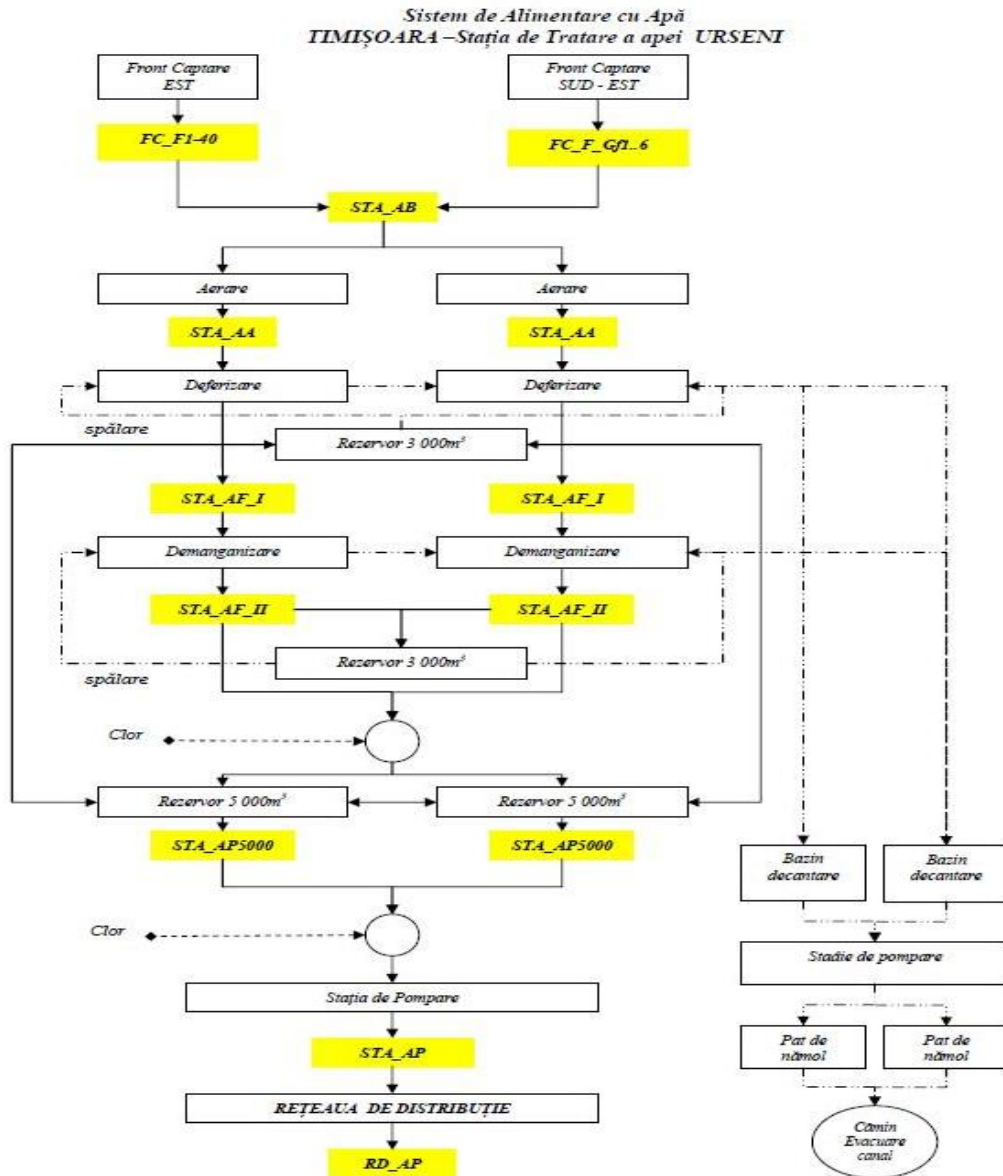 Sistem de Alimentare cu Apă
TIMIȘOARA –Stația de Tratare a apei URSENI
Front Captare
EST
Front Captare
SUD - EST
FC_F1-40
FC_F_Gf1..6
STA_AB
Aerare
Aerare
STA_AA
STA_AA
Deferizare
Deferizare
spălare
Rezervor 3 000m³
STA_AF_I
STA_AF_I
Demanganizare
Demanganizare
STA_AF_II
STA_AF_II
Rezervor 3 000m³
spălare
Clor
Rezervor 5 000m³
Rezervor 5 000m³
STA_AP5000
STA_AP5000
Bazin
decantare
Bazin
decantare
Clor
Stadie de pompare
Stația de Pompare
Pat de
nămol
Pat de
nămol
STA_AP
REȚEAUA DE DISTRIBUȚIE
Cămin
Evacuare
canal
RD_AP